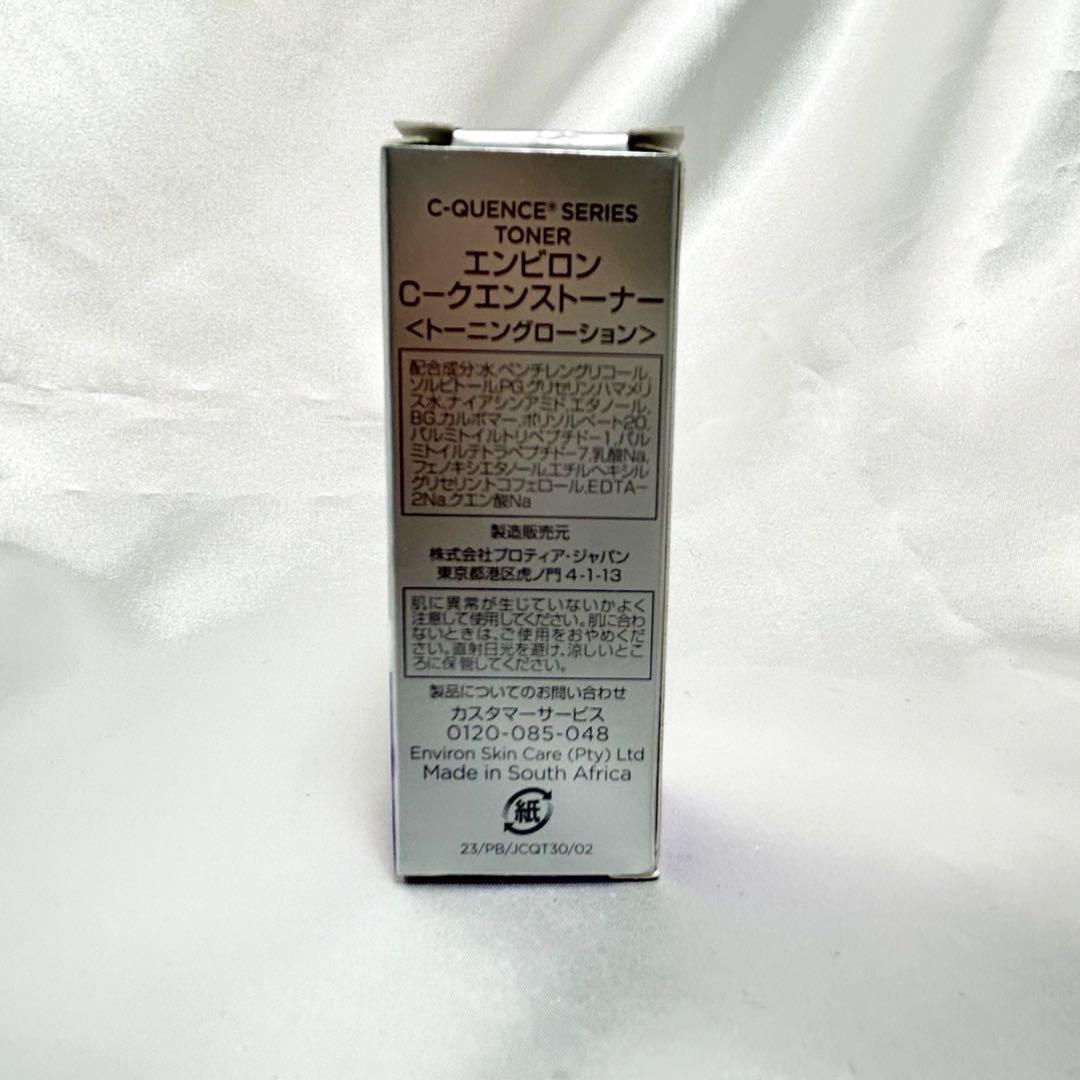 C-QUENCE® SERIES
TONER
エンビロン
C-クエンストーナー
<トーニングローション>
配合成分:水,ペンチレングリコール,
ソルビトール,PG,グリセリン,ハマメリ
ス水,ナイアシンアミド,エタノール,
BG,カルボマー,ポリソルベート20,
パルミトイルトリペプチド-1,パル
ミトイルテトラペプチド-7,乳酸Na,
フェノキシエタノール,エチルヘキシル
グリセリン,トコフェロール,EDTA-
2Na,クエン酸Na
製造販売元
株式会社プロティア・ジャパン
東京都港区虎ノ門 4-1-13
肌に異常が生じていないかよく
注意して使用してください。肌に合わ
ないときは、ご使用をおやめくだ
さい。直射日光を避け、涼しいとこ
ろに保管してください。
製品についてのお問い合わせ
カスタマーサービス
0120-085-048
Environ Skin Care (Pty) Ltd
Made in South Africa
紙
23/PB/JCQT30/02